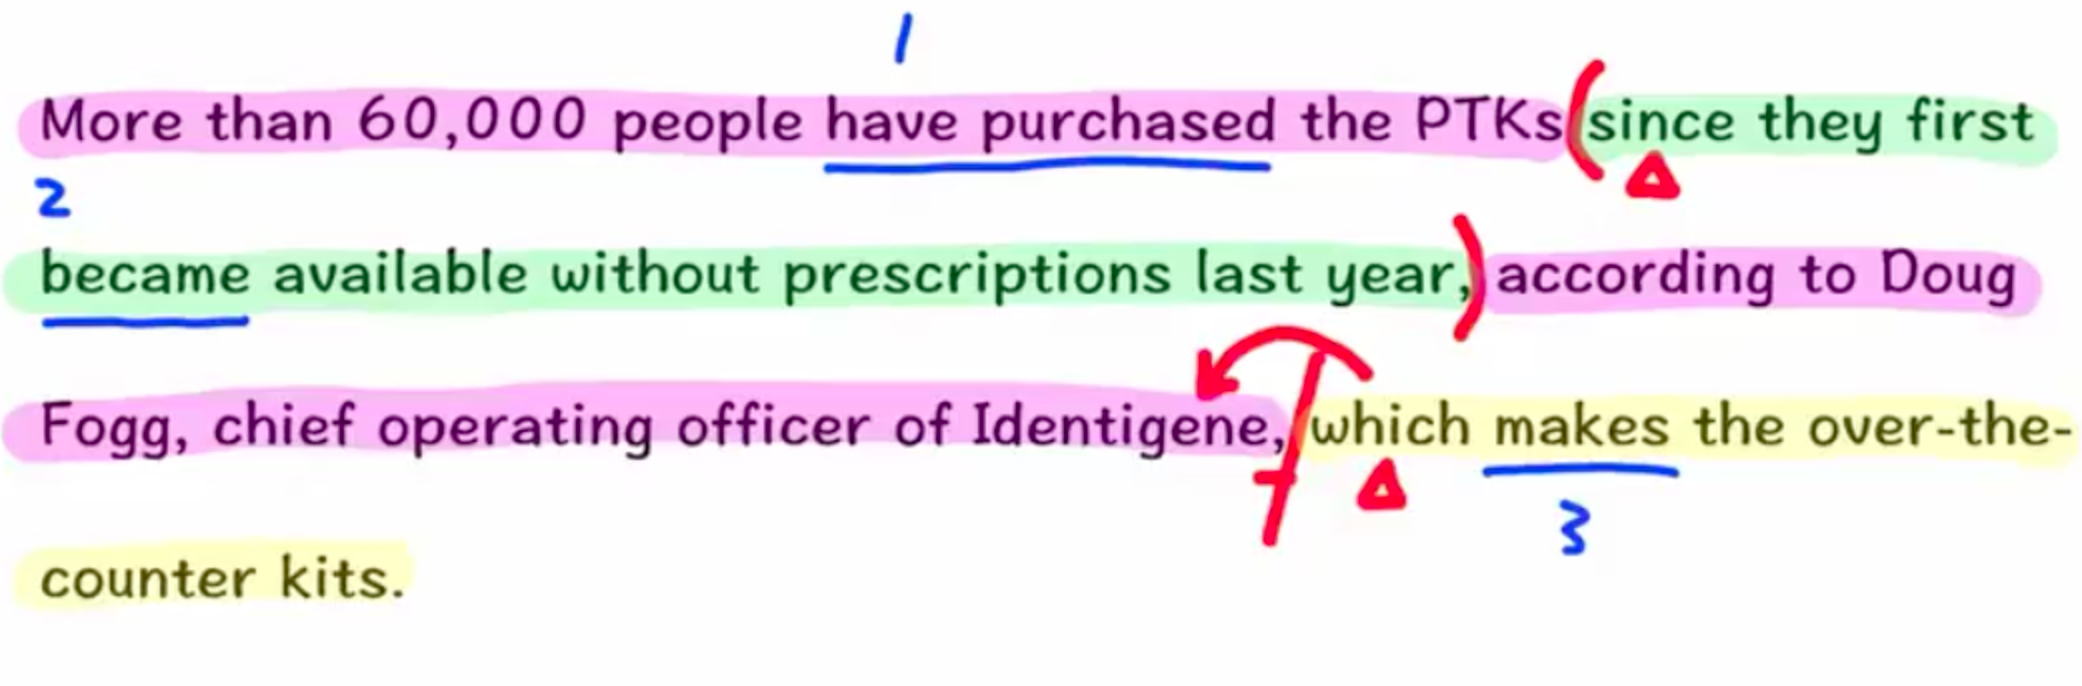 1
More than 60,000 people have purchased the PTKs (since they first
2
became available without prescriptions last year,) according to Doug
Fogg, chief operating officer of Identigene, which makes the over-the-
3
counter kits.